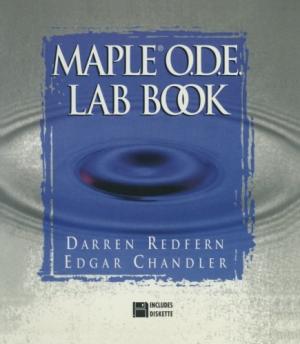 MAPLE® O.D.E.
LAB BOOK
DARREN REDFERN
EDGAR CHANDLER
INCLUDES
DISKETTE